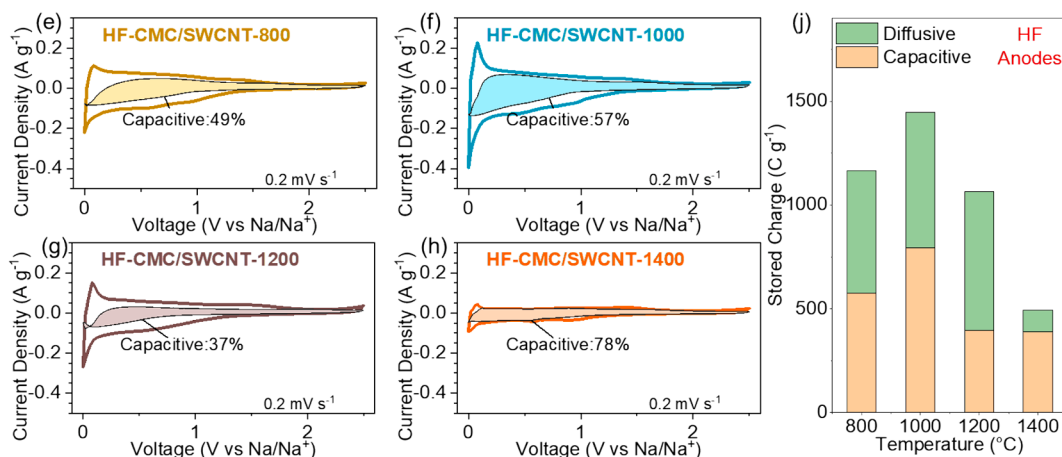 (e)
HF-CMC/SWCNT-800
Current Density (A g⁻¹)
0.2
0.0
-0.2
-0.4
Capacitive:49%
0.2 mV s⁻¹
0
1
2
Voltage (V vs Na/Na⁺)
(f)
HF-CMC/SWCNT-1000
Current Density (A g⁻¹)
0.2
0.0
-0.2
-0.4
Capacitive:57%
0.2 mV s⁻¹
0
1
2
Voltage (V vs Na/Na⁺)
(g)
HF-CMC/SWCNT-1200
Current Density (A g⁻¹)
0.2
0.0
-0.2
-0.4
Capacitive:37%
0.2 mV s⁻¹
0
1
2
Voltage (V vs Na/Na⁺)
(h)
HF-CMC/SWCNT-1400
Current Density (A g⁻¹)
0.2
0.0
-0.2
-0.4
Capacitive:78%
0.2 mV s⁻¹
0
1
2
Voltage (V vs Na/Na⁺)
(j)
Diffusive
Capacitive
HF
Anodes
Stored Charge (C g⁻¹)
1500
1000
500
0
800
1000
1200
1400
Temperature (°C)